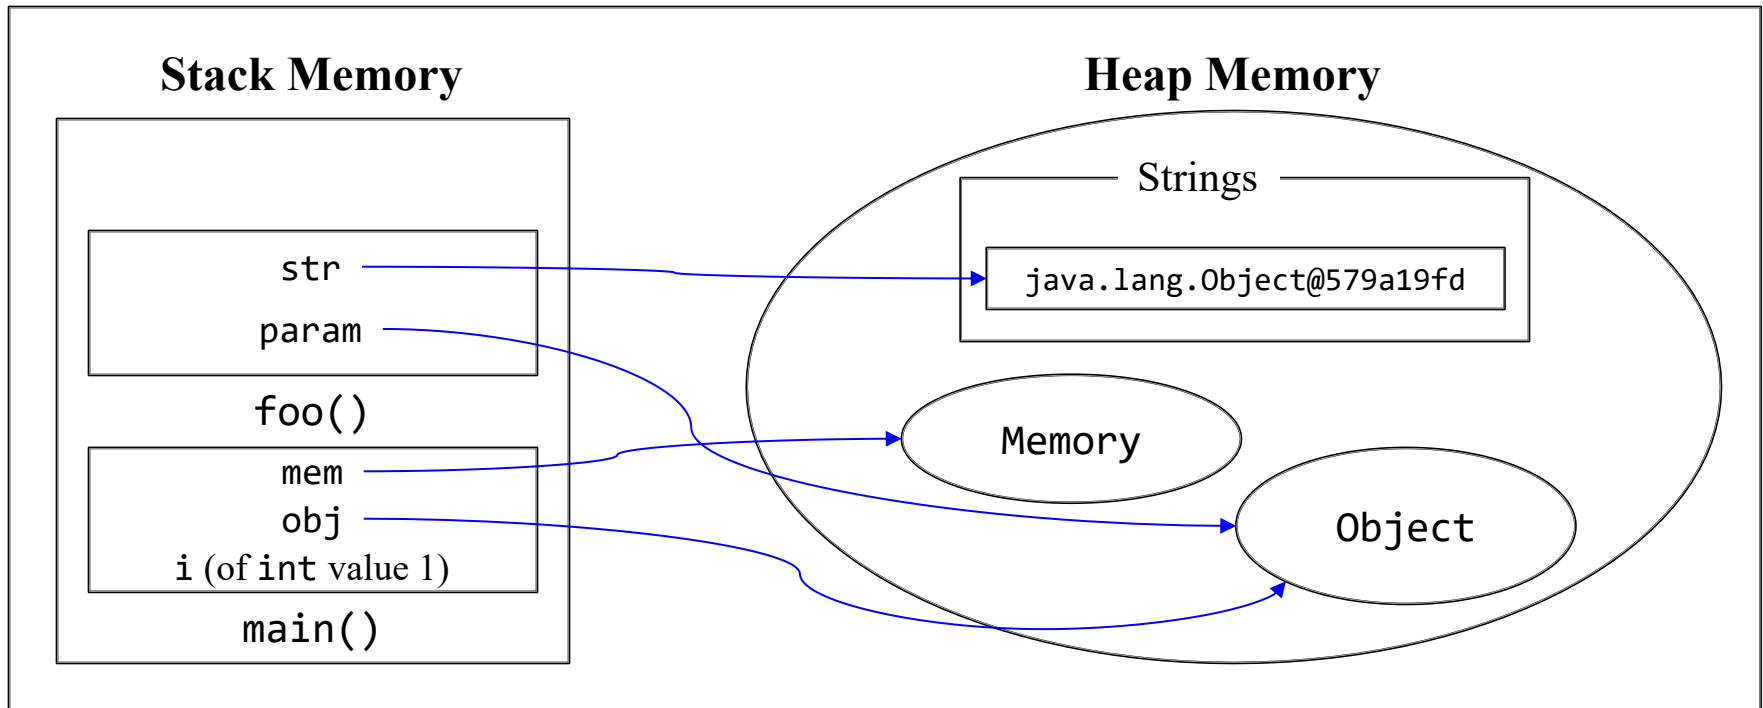 Stack Memory
Heap Memory
str
param
foo()
mem
obj
i (of int value 1)
main()
Strings
java.lang.Object@579a19fd
Memory
Object